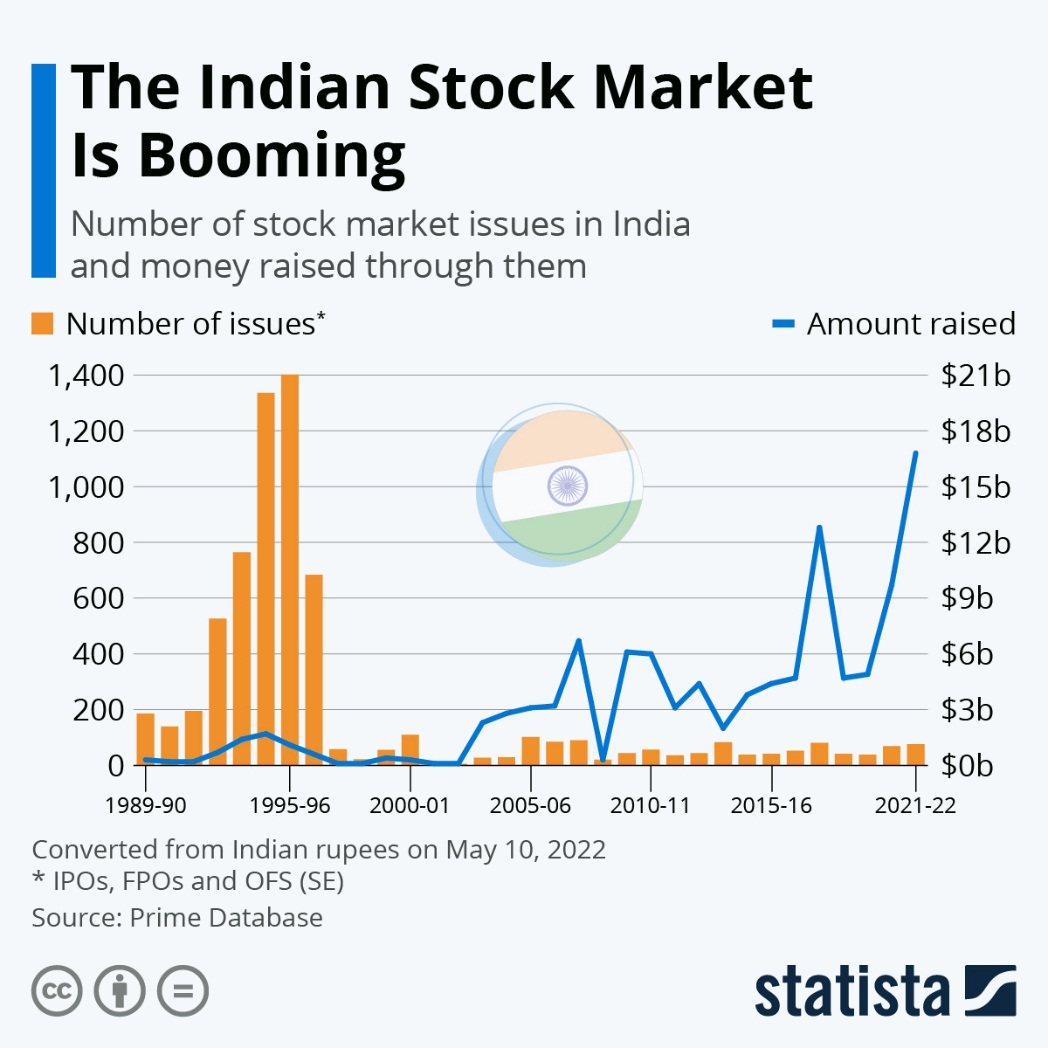 The Indian Stock Market
Is Booming
Number of stock market issues in India
and money raised through them
Number of issues*
Amount raised
1,400
$21b
1,200
$18b
1,000
$15b
800
$12b
600
$9b
400
$6b
200
$3b
0
$0b
1989-90
1995-96
2000-01
2005-06
2010-11
2015-16
2021-22
Converted from Indian rupees on May 10, 2022
* IPOs, FPOs and OFS (SE)
Source: Prime Database
cc
=
statista